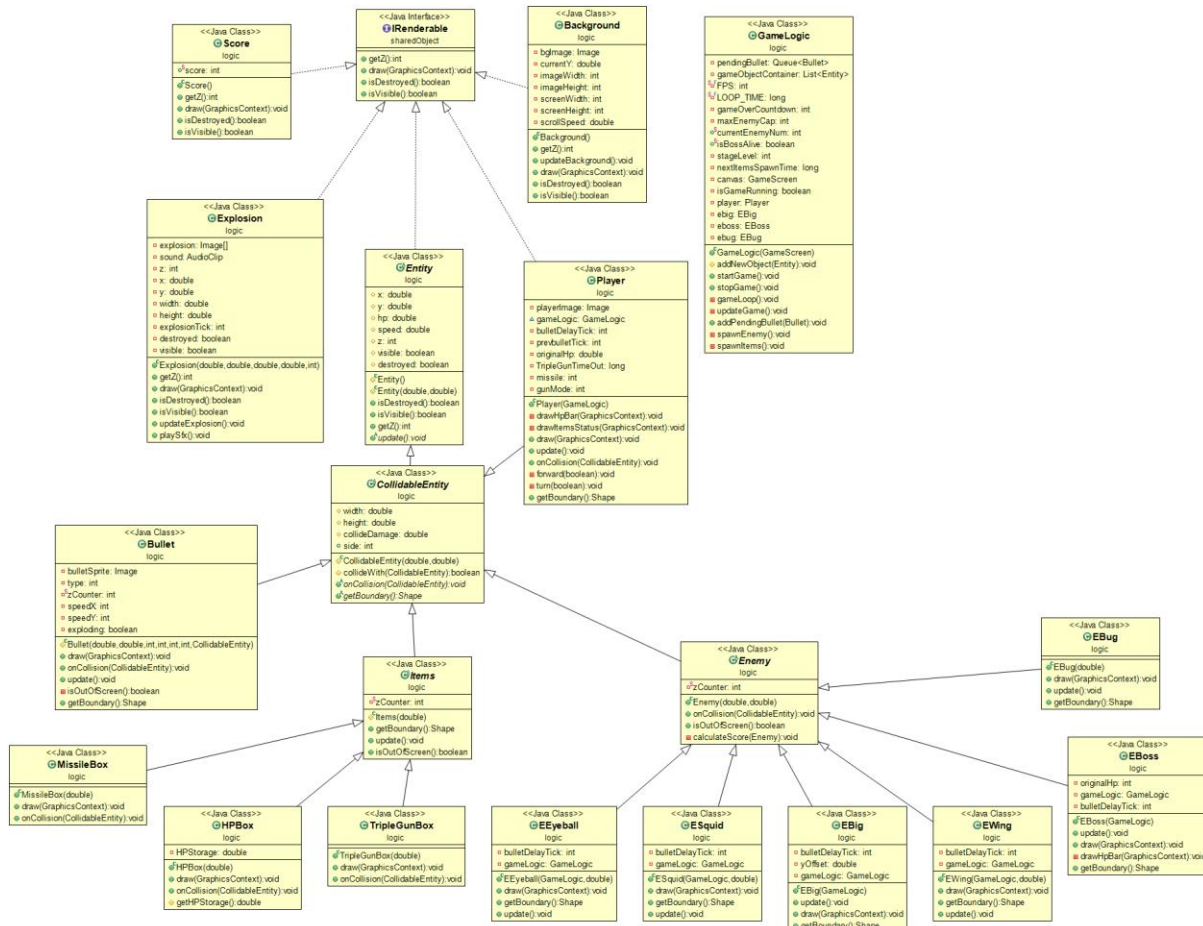 <<Java Class>>
Score
logic
score: int
Score()
getZ():int
draw(GraphicsContext):void
isDestroyed():boolean
isVisible():boolean
<<Java Interface>>
IRenderable
sharedObject
getZ():int
draw(GraphicsContext):void
isDestroyed():boolean
isVisible():boolean
<<Java Class>>
Background
logic
bgImage: Image
currentY: double
imageWidth: int
imageHeight: int
screenWidth: int
screenHeight: int
scrollSpeed: double
Background()
getZ():int
updateBackground():void
draw(GraphicsContext):void
isDestroyed():boolean
isVisible():boolean
<<Java Class>>
GameLogic
logic
pendingBullet: Queue<Bullet>
gameObjectContainer: List<Entity>
FPS: int
LOOP_TIME: long
gameOverCountdown: int
maxEnemyCap: int
currentEnemyNum: int
isBossAlive: boolean
stageLevel: int
nextItemsSpawnTime: long
canvas: GameScreen
isGameRunning: boolean
player: Player
ebig: EBig
eboss: EBoss
ebug: EBug
GameLogic(GameScreen)
addNewObject(Entity):void
startGame():void
stopGame():void
gameLoop():void
updateGame():void
addPendingBullet(Bullet):void
spawnEnemy():void
spawnItems():void
<<Java Class>>
Explosion
logic
explosion: Image[]
sound: AudioClip
z: int
x: double
y: double
width: double
height: double
explosionTick: int
destroyed: boolean
visible: boolean
Explosion(double,double,double,double,int)
getZ():int
draw(GraphicsContext):void
isDestroyed():boolean
isVisible():boolean
updateExplosion():void
playSfx():void
<<Java Class>>
Entity
logic
x: double
y: double
hp: double
speed: double
z: int
visible: boolean
destroyed: boolean
Entity()
Entity(double,double)
isDestroyed():boolean
isVisible():boolean
getZ():int
update():void
<<Java Class>>
Player
logic
playerImage: Image
gameLogic: GameLogic
bulletDelayTick: int
prevbulletTick: int
originalHp: double
TripleGunTimeOut: long
missile: int
gunMode: int
Player(GameLogic)
drawHpBar(GraphicsContext):void
drawItemsStatus(GraphicsContext):void
draw(GraphicsContext):void
update():void
onCollision(CollidableEntity):void
forward(boolean):void
turn(boolean):void
getBoundary():Shape
<<Java Class>>
CollidableEntity
logic
width: double
height: double
collideDamage: double
side: int
CollidableEntity(double,double)
collideWith(CollidableEntity):boolean
onCollision(CollidableEntity):void
getBoundary():Shape
<<Java Class>>
Bullet
logic
bulletSprite: Image
type: int
zCounter: int
speedX: int
speedY: int
exploding: boolean
Bullet(double,double,int,int,int,int,CollidableEntity)
draw(GraphicsContext):void
onCollision(CollidableEntity):void
update():void
isOutOfScreen():boolean
getBoundary():Shape
<<Java Class>>
Items
logic
zCounter: int
Items(double)
getBoundary():Shape
update():void
isOutOfScreen():boolean
<<Java Class>>
Enemy
logic
zCounter: int
Enemy(double,double)
onCollision(CollidableEntity):void
isOutOfScreen():boolean
calculateScore(Enemy):void
<<Java Class>>
EBug
logic
EBug(double)
draw(GraphicsContext):void
update():void
getBoundary():Shape
<<Java Class>>
MissileBox
logic
MissileBox(double)
draw(GraphicsContext):void
onCollision(CollidableEntity):void
<<Java Class>>
HPBox
logic
HPStorage: double
HPBox(double)
draw(GraphicsContext):void
onCollision(CollidableEntity):void
getHPStorage():double
<<Java Class>>
TripleGunBox
logic
TripleGunBox(double)
draw(GraphicsContext):void
onCollision(CollidableEntity):void
<<Java Class>>
EEyeball
logic
bulletDelayTick: int
gameLogic: GameLogic
EEyeball(GameLogic,double)
draw(GraphicsContext):void
getBoundary():Shape
update():void
<<Java Class>>
ESquid
logic
bulletDelayTick: int
gameLogic: GameLogic
ESquid(GameLogic,double)
draw(GraphicsContext):void
getBoundary():Shape
update():void
<<Java Class>>
EBig
logic
bulletDelayTick: int
yOffset: double
gameLogic: GameLogic
EBig(GameLogic)
update():void
draw(GraphicsContext):void
getBoundary():Shape
<<Java Class>>
EWing
logic
bulletDelayTick: int
gameLogic: GameLogic
EWing(GameLogic,double)
draw(GraphicsContext):void
getBoundary():Shape
update():void
<<Java Class>>
EBoss
logic
originalHp: int
gameLogic: GameLogic
bulletDelayTick: int
EBoss(GameLogic)
update():void
draw(GraphicsContext):void
drawHpBar(GraphicsContext):void
getBoundary():Shape